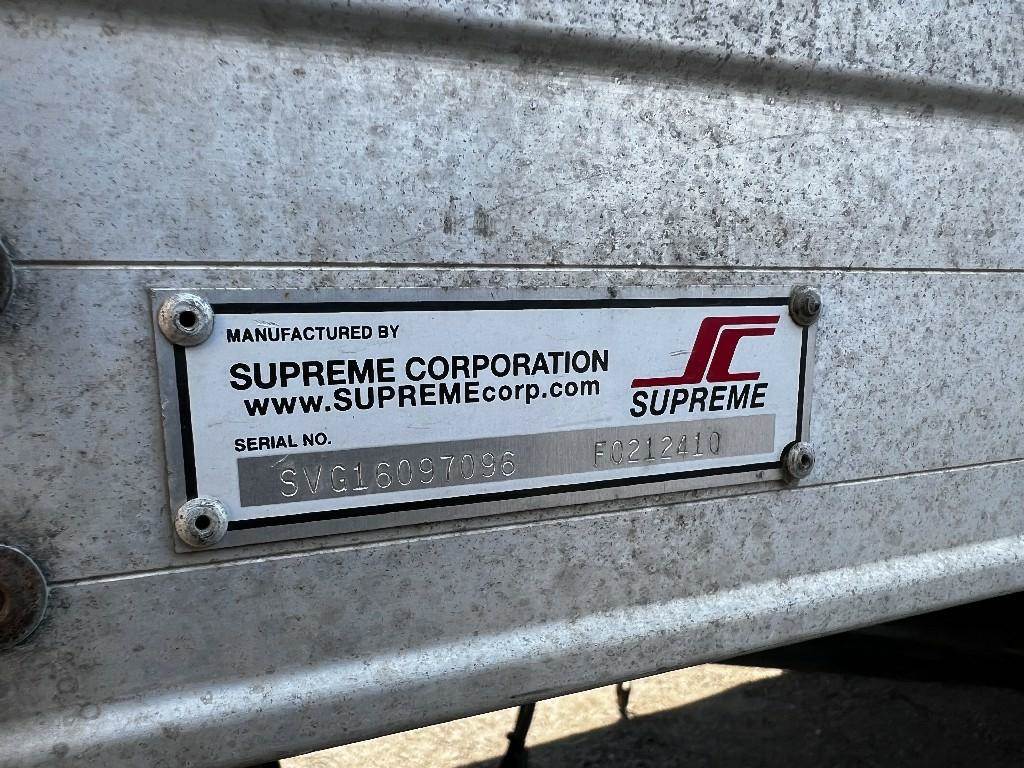 MANUFACTURED BY
SUPREME CORPORATION
www.SUPREMEcorp.com
SC
SUPREME
SERIAL NO.
SVG16097096 F0212410